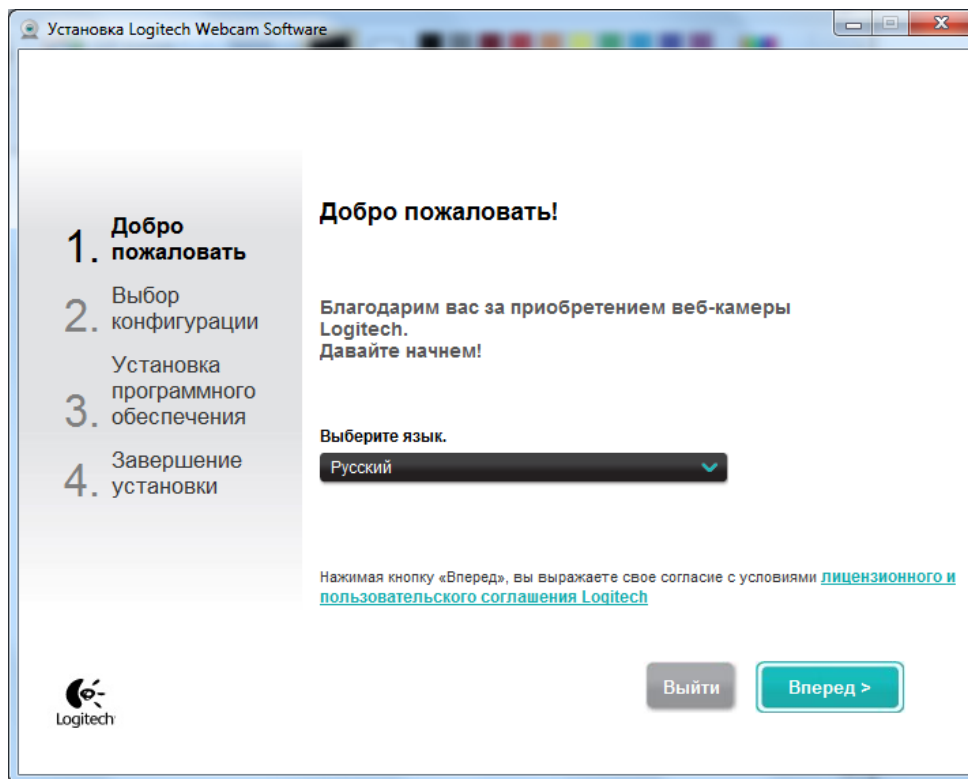 Установка Logitech Webcam Software
1. Добро
пожаловать
2. Выбор
конфигурации
3. Установка
программного
обеспечения
4. Завершение
установки
Добро пожаловать!
Благодарим вас за приобретением веб-камеры
Logitech.
Давайте начнем!
Выберите язык.
Русский
Нажимая кнопку «Вперед», вы выражаете свое согласие с условиями лицензионного и
пользовательского соглашения Logitech
Logitech
Выйти
Вперед >